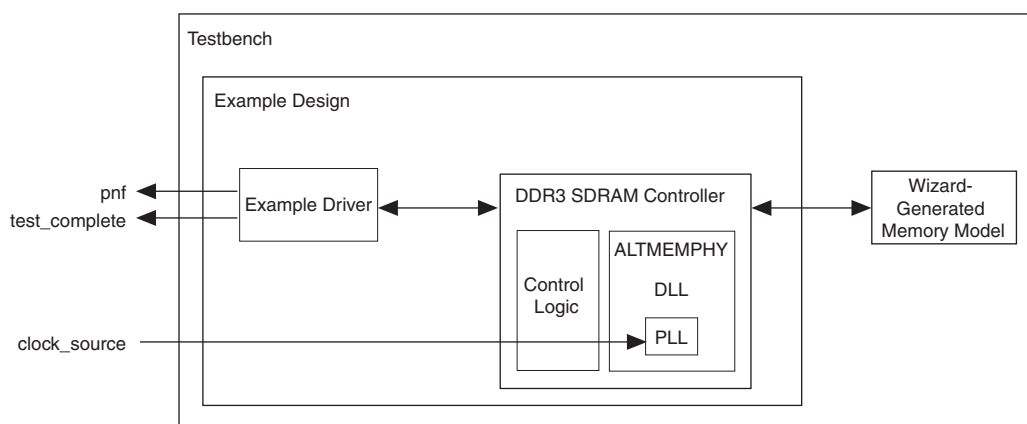 Testbench
Example Design
pnf
test_complete
Example Driver
DDR3 SDRAM Controller
Wizard-
Generated
Memory Model
ALTMEMPHY
Control
Logic
DLL
clock_source
PLL